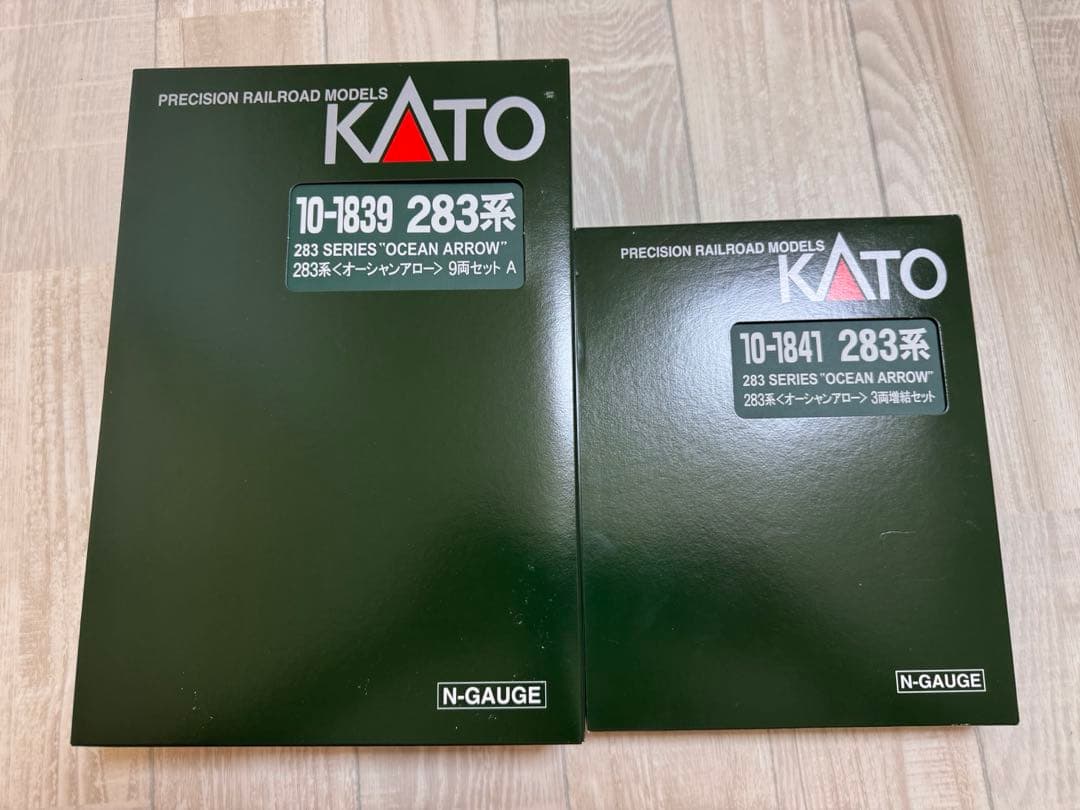 PRECISION RAILROAD MODELS
KATO
10-1839 283系
283 SERIES "OCEAN ARROW"
283系<オーシャンアロー> 9両セット A
N-GAUGE
PRECISION RAILROAD MODELS
KATO
10-1841 283系
283 SERIES "OCEAN ARROW"
283系<オーシャンアロー> 3両増結セット
N-GAUGE